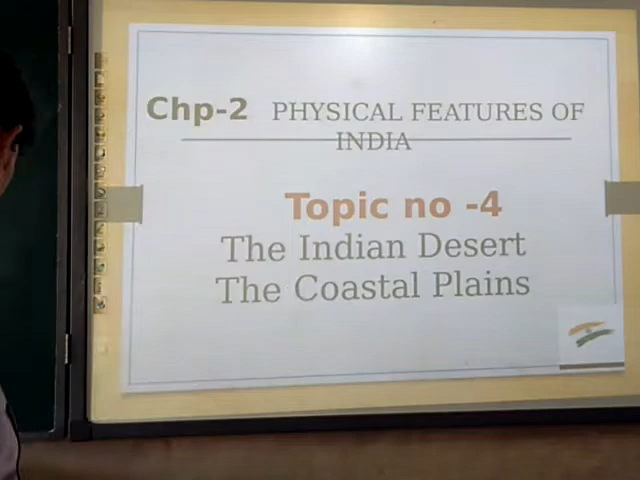 Chp-2 PHYSICAL FEATURES OF
INDIA
Topic no -4
The Indian Desert
The Coastal Plains